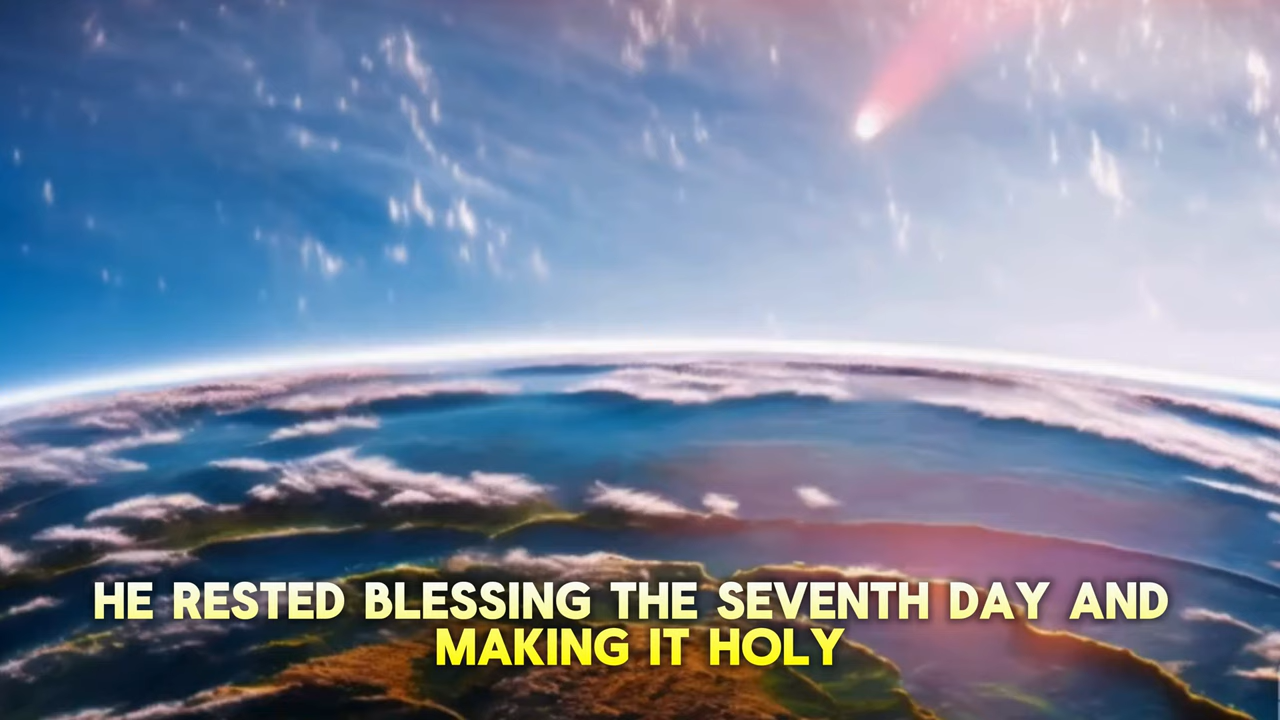 HE RESTED BLESSING THE SEVENTH DAY AND
MAKING IT HOLY